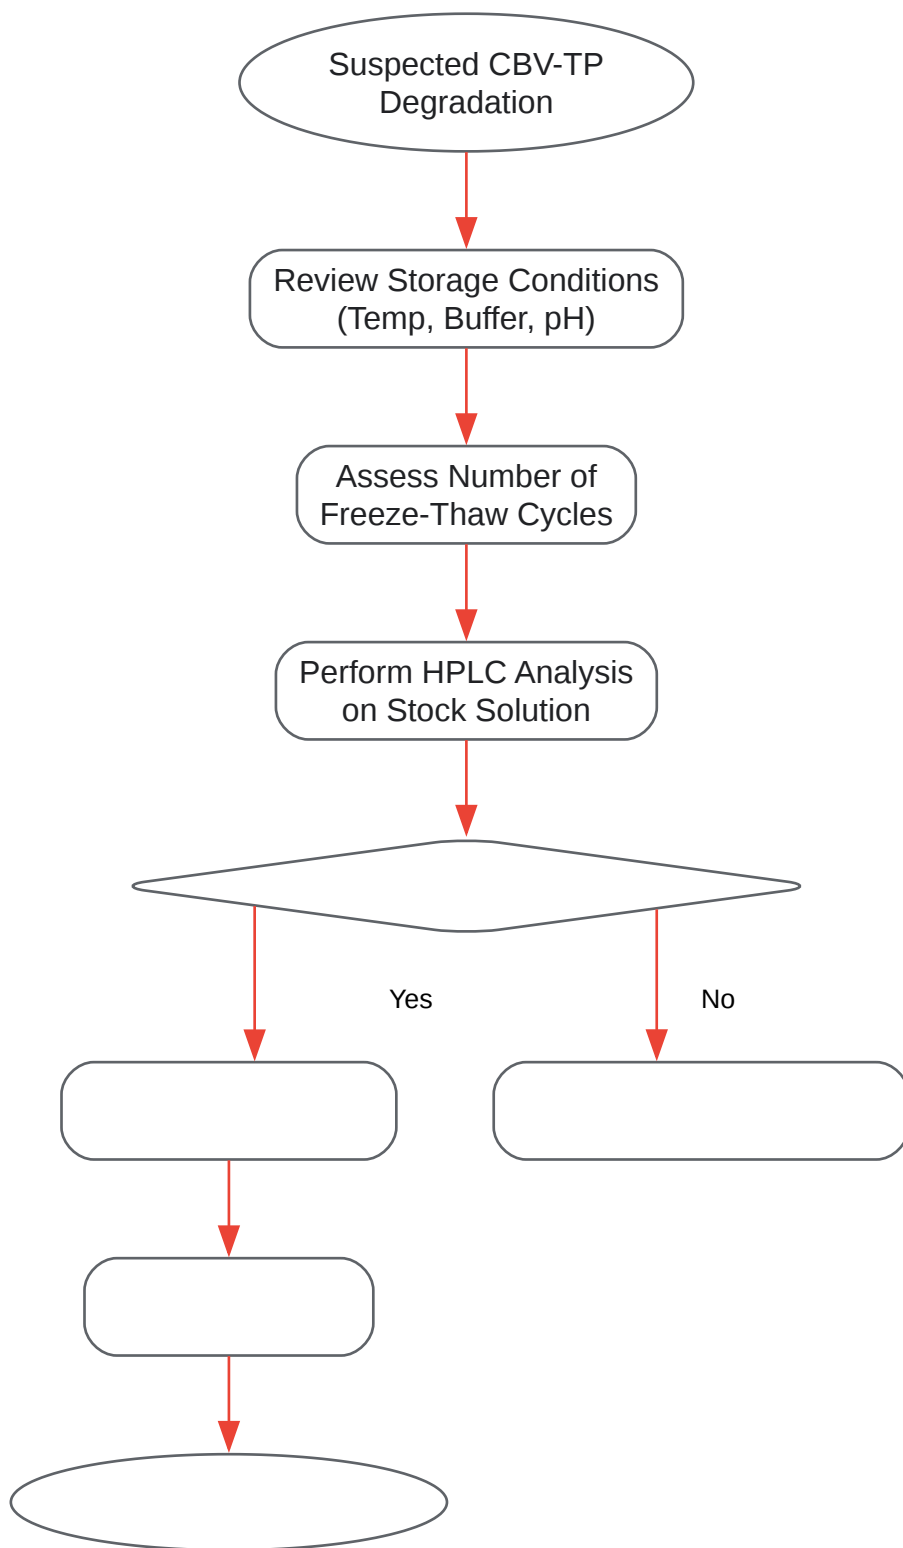 Suspected CBV-TP
Degradation
Review Storage Conditions
(Temp, Buffer, pH)
Assess Number of
Freeze-Thaw Cycles
Perform HPLC Analysis
on Stock Solution
Yes
No